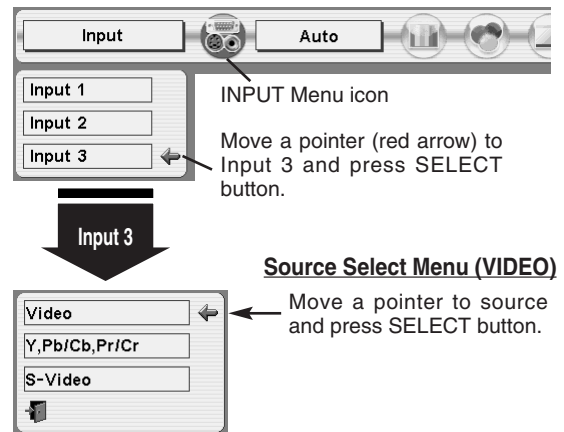 Input
Auto
Input 1
Input 2
Input 3
INPUT Menu icon
Move a pointer (red arrow) to
Input 3 and press SELECT
button.
Input 3
Source Select Menu (VIDEO)
Video
Y,Pb/Cb,Pr/Cr
S-Video
Move a pointer to source
and press SELECT button.